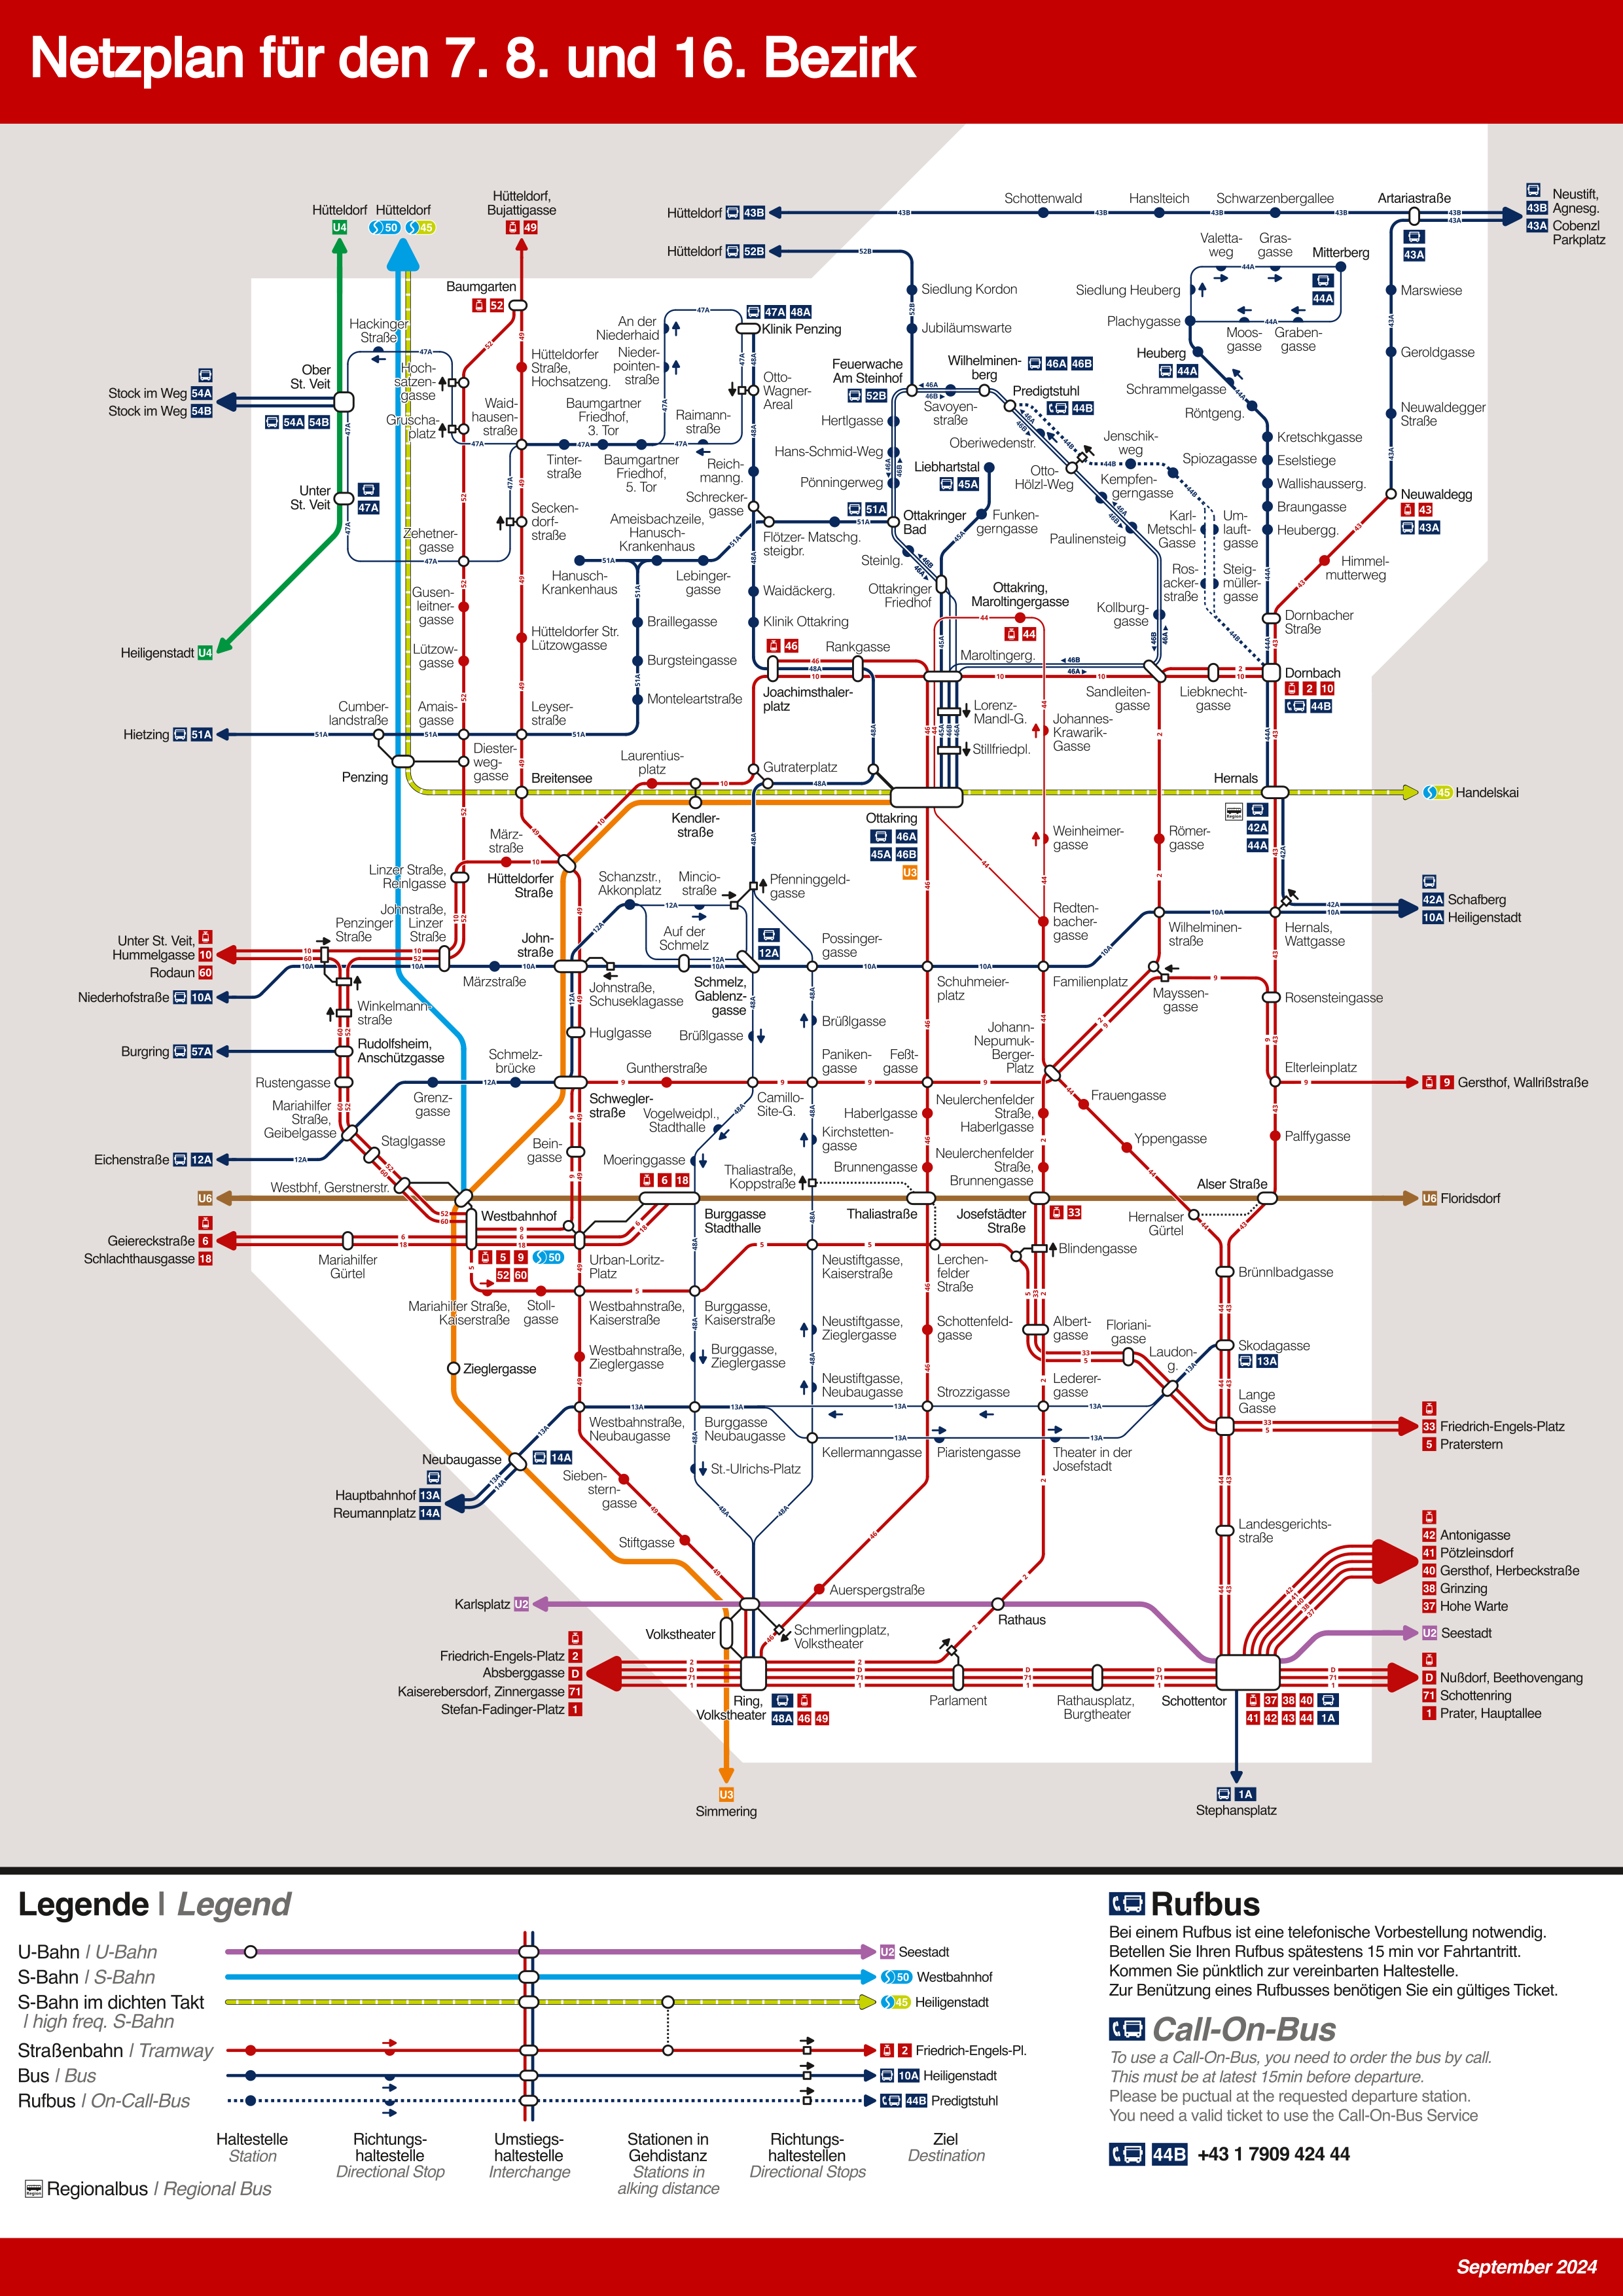 Netzplan für den 7. 8. und 16. Bezirk
Hütteldorf
U4
Hütteldorf
S50 S45
Hütteldorf,
Bujattigasse
49
Hütteldorf 43B
Schottenwald
Hanslteich
Schwarzenbergallee
Artariastraße
43A
Neustift,
43B Agnesg.
43A Cobenzl
Parkplatz
Hütteldorf 52B
Siedlung Kordon
Jubiläumswarte
Valetta-
weg
Gras-
gasse
Mitterberg
44A
Siedlung Heuberg
Plachygasse
Moos-
gasse
Graben-
gasse
Marswiese
Geroldgasse
Neuwaldegger
Straße
Neuwaldegg
43
43A
Himmel-
mutterweg
Baumgarten
52
Hackinger
Straße
Ober
St. Veit
54A 54B
Stock im Weg 54A
Stock im Weg 54B
Hoch-
satzen-
gasse
Gruschaplatz
Hütteldorfer
Straße,
Hochsatzeng.
Waid-
hausen-
straße
An der
Niederhaid
Nieder-
pointen-
straße
Baumgartner
Friedhof,
3. Tor
Raimann-
straße
47A 48A
Klinik Penzing
Otto-
Wagner-
Areal
Tinter-
straße
Baumgartner
Friedhof,
5. Tor
Reich-
manng.
Schrecker-
gasse
Feuerwache
Am Steinhof
52B
Wilhelminen-
berg
46A 46B
Predigtstuhl
44B
Savoyen-
straße
Hertlgasse
Hans-Schmid-Weg
Pönningerweg
51A
Ottakringer
Bad
Liebhartstal
45A
Funken-
gerngasse
Oberwiedenstr.
Otto-
Hölzl-Weg
Jenschik-
weg
Kempfen-
gerngasse
Paulinensteig
Heuberg
44A
Schrammelgasse
Röntgeng.
Kretschkgasse
Spiozagasse
Eselstiege
Wallishausserg.
Braungasse
Heubergg.
Karl-
Metschl-
Gasse
Um-
lauft-
gasse
Ros-
acker-
straße
Steig-
müller-
gasse
Kollburg-
gasse
Dornbacher
Straße
Dornbach
2 10
44B
Unter
St. Veit
47A
Secken-
dorf-
straße
Zehetner-
gasse
Ameisbachzeile,
Hanusch-
Krankenhaus
Flötzer-
steigbr.
Matschg.
Steinlg.
Ottakringer
Friedhof
Hanusch-
Krankenhaus
Lebinger-
gasse
Waidäckerg.
Klinik Ottakring
Gusen-
leitner-
gasse
Lützow-
gasse
Hütteldorfer Str.
Lützowgasse
Braillegasse
Burgsteingasse
Monteleartstraße
Heiligenstadt U4
46
Joachimsthaler-
platz
Rankgasse
Ottakring,
Maroltingergasse
44
Maroltingerg.
Sandleiten-
gasse
Liebknecht-
gasse
Lorenz-
Mandl-G.
Stillfriedpl.
Johannes-
Krawarik-
Gasse
Hietzing 51A
Cumber-
landstraße
Amais-
gasse
Leyser-
straße
Penzing
Diester-
weg-
gasse
Breitensee
Laurentius-
platz
Gutraterplatz
Kendler-
straße
Ottakring
46A
45A 46B
U3
Hernals
42A
44A
S45 Handelskai
März-
straße
Hütteldorfer
Straße
Linzer Straße,
Reinlgasse
Johnstraße,
Linzer
Straße
Penzinger
Straße
Schanzstr.,
Akkonplatz
Mincio-
straße
Pfenninggeld-
gasse
Weinheimer-
gasse
Römer-
gasse
Redten-
bacher-
gasse
Wilhelminen-
straße
Hernals,
Wattgasse
42A Schafberg
10A Heiligenstadt
Unter St. Veit,
Hummelgasse 10
Rodaun 60
Niederhofstraße 10A
Märzstraße
John-
straße
Auf der
Schmelz
12A
Johnstraße,
Schuseklagasse
Schmelz,
Gablenz-
gasse
Possinger-
gasse
Schuhmeier-
platz
Familienplatz
Mayssen-
gasse
Rosensteingasse
Winkelmann-
straße
Burgring 57A
Rudolfsheim,
Anschützgasse
Huglgasse
Brüßlgasse
Brüßlgasse
Schmelz-
brücke
Rustengasse
Mariahilfer
Straße,
Geibelgasse
Grenz-
gasse
Schwegler-
straße
Guntherstraße
Camillo-
Site-G.
Paniken-
gasse
Feßt-
gasse
Johann-
Nepumuk-
Berger-
Platz
Elterleinplatz
9 Gersthof, Wallrißstraße
Staglgasse
Eichenstraße 12A
Bein-
gasse
Vogelweidpl.,
Stadthalle
Moeringgasse
Kirchstetten-
gasse
Haberlgasse
Brunnengasse
Neulerchenfelder
Straße,
Haberlgasse
Neulerchenfelder
Straße,
Brunnengasse
Frauengasse
Yppengasse
Palffygasse
Westbhf, Gerstnerstr.
U6
6 18
Thaliastraße,
Koppstraße
Alser Straße
U6 Floridsdorf
Westbahnhof
Burggasse
Stadthalle
Thaliastraße
Josefstädter
Straße
33
Hernalser
Gürtel
Geiereckstraße 6
Schlachthausgasse 18
Mariahilfer
Gürtel
5 9 S50
52 60
Urban-Loritz-
Platz
Neustiftgasse,
Kaiserstraße
Lerchen-
felder
Straße
Blindengasse
Brünnlbadgasse
Mariahilfer Straße,
Kaiserstraße
Stoll-
gasse
Westbahnstraße,
Kaiserstraße
Burggasse,
Kaiserstraße
Neustiftgasse,
Zieglergasse
Schottenfeld-
gasse
Albert-
gasse
Floriani-
gasse
Laudon-
g.
Skodagasse
13A
Zieglergasse
Westbahnstraße,
Zieglergasse
Burggasse,
Zieglergasse
Neustiftgasse,
Neubaugasse
Strozzigasse
Lederer-
gasse
Lange
Gasse
Westbahnstraße,
Neubaugasse
Burggasse
Neubaugasse
Kellermanngasse
Piaristengasse
Theater in der
Josefstadt
33 Friedrich-Engels-Platz
5 Praterstern
Neubaugasse
14A
Hauptbahnhof 13A
Reumannplatz 14A
Sieben-
stern-
gasse
St.-Ulrichs-Platz
Stiftgasse
Landesgerichts-
straße
42 Antonigasse
41 Pötzleinsdorf
40 Gersthof, Herbeckstraße
38 Grinzing
37 Hohe Warte
Karlsplatz U2
Auerspergstraße
Rathaus
U2 Seestadt
Volkstheater
Schmerlingplatz,
Volkstheater
Friedrich-Engels-Platz 2
Absberggasse D
Kaiserebersdorf, Zinnergasse 71
Stefan-Fadinger-Platz 1
Ring,
Volkstheater
48A 46 49
Parlament
Rathausplatz,
Burgtheater
Schottentor
37 38 40
41 42 43 44 1A
D Nußdorf, Beethovengang
71 Schottenring
1 Prater, Hauptallee
U3
Simmering
1A
Stephansplatz
Legende | Legend
U-Bahn / U-Bahn
U2 Seestadt
S-Bahn / S-Bahn
S50 Westbahnhof
S-Bahn im dichten Takt
/ high freq. S-Bahn
S45 Heiligenstadt
Straßenbahn / Tramway
2 Friedrich-Engels-Pl.
Bus / Bus
10A Heiligenstadt
Rufbus / On-Call-Bus
44B Predigtstuhl
Haltestelle
Station
Richtungs-
haltestelle
Directional Stop
Umstiegs-
haltestelle
Interchange
Stationen in
Gehdistanz
Stations in
alking distance
Richtungs-
haltestellen
Directional Stops
Ziel
Destination
Regionalbus / Regional Bus
Rufbus
Bei einem Rufbus ist eine telefonische Vorbestellung notwendig.
Betellen Sie Ihren Rufbus spätestens 15 min vor Fahrtantritt.
Kommen Sie pünktlich zur vereinbarten Haltestelle.
Zur Benützung eines Rufbusses benötigen Sie ein gültiges Ticket.
Call-On-Bus
To use a Call-On-Bus, you need to order the bus by call.
This must be at latest 15min before departure.
Please be puctual at the requested departure station.
You need a valid ticket to use the Call-On-Bus Service
44B +43 1 7909 424 44
September 2024